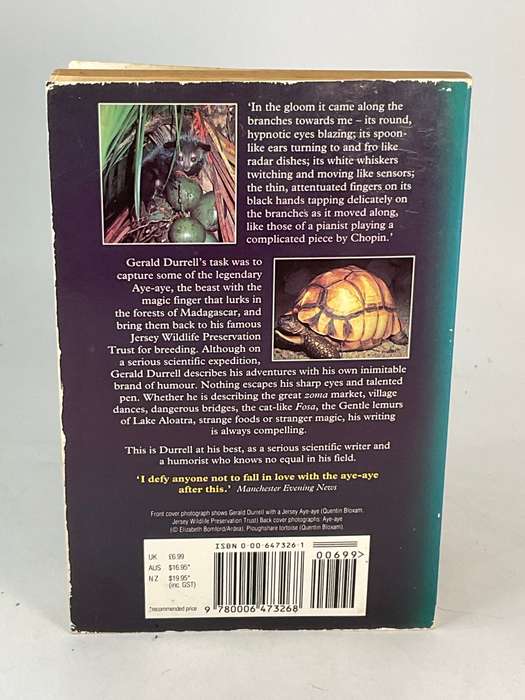 'In the gloom it came along the
branches towards me – its round,
hypnotic eyes blazing; its spoon-
like ears turning to and fro like
radar dishes; its white whiskers
twitching and moving like sensors;
the thin, attentuated fingers on its
black hands tapping delicately on
the branches as it moved along,
like those of a pianist playing a
complicated piece by Chopin.'
Gerald Durrell's task was to
capture some of the legendary
Aye-aye, the beast with the
magic finger that lurks in
the forests of Madagascar, and
bring them back to his famous
Jersey Wildlife Preservation
Trust for breeding. Although on
a serious scientific expedition,
Gerald Durrell describes his adventures with his own inimitable
brand of humour. Nothing escapes his sharp eyes and talented
pen. Whether he is describing the great zoma market, village
dances, dangerous bridges, the cat-like Fosa, the Gentle lemurs
of Lake Aloatra, strange foods or stranger magic, his writing
is always compelling.
This is Durrell at his best, as a serious scientific writer and
a humorist who knows no equal in his field.
'I defy anyone not to fall in love with the aye-aye
after this.' Manchester Evening News
Front cover photograph shows Gerald Durrell with a Jersey Aye-aye (Quentin Bloxam,
Jersey Wildlife Preservation Trust) Back cover photographs: Aye-aye
(© Elizabeth Bomford/Ardea), Ploughshare tortoise (Quentin Bloxam).
ISBN 0-00-647326-1
00699>
UK £6.99
AUS $16.95*
NZ $19.95*
(inc. GST)
*recommended price
9 780006 473268